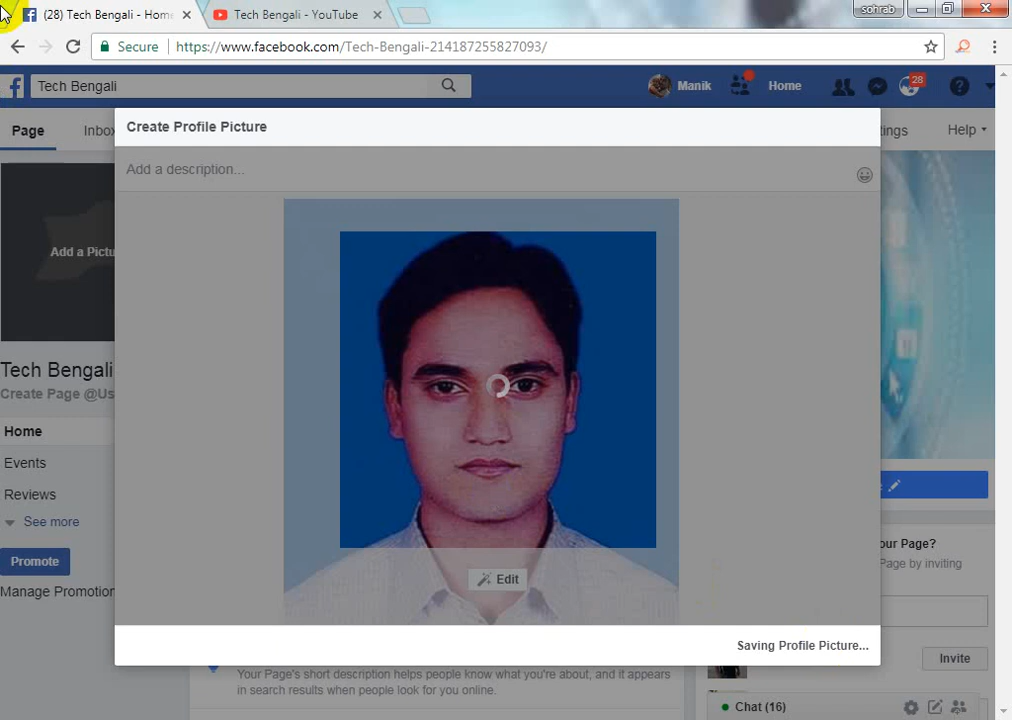 sohrab
(28) Tech Bengali - Hom
Tech Bengali - YouTube
Secure
https://www.facebook.com/Tech-Bengali-214187255827093/
Tech Bengali
Manik
Home
28
Page
Inbox
tings
Help
Create Profile Picture
Add a description...
Add a Pictu
Tech Bengali
Create Page @Us
Home
Events
Reviews
See more
Promote
Manage Promotion
Edit
our Page?
Page by inviting
Saving Profile Picture...
Invite
Your Page's short description helps people know what you're about, and it appears
in search results when people look for you online.
Chat (16)